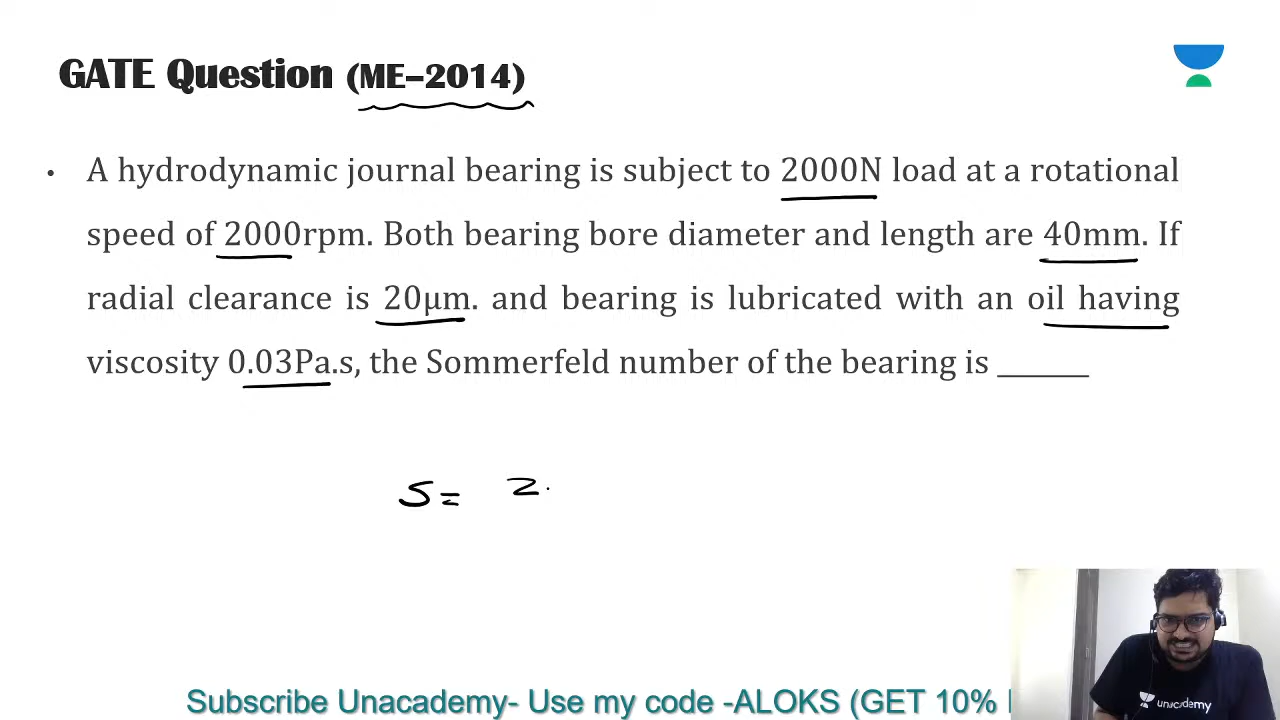 GATE Question (ME–2014)
• A hydrodynamic journal bearing is subject to 2000N load at a rotational
speed of 2000rpm. Both bearing bore diameter and length are 40mm. If
radial clearance is 20μm. and bearing is lubricated with an oil having
viscosity 0.03Pa.s, the Sommerfeld number of the bearing is ______
S = Z
unacademy
Subscribe Unacademy- Use my code -ALOKS (GET 10%